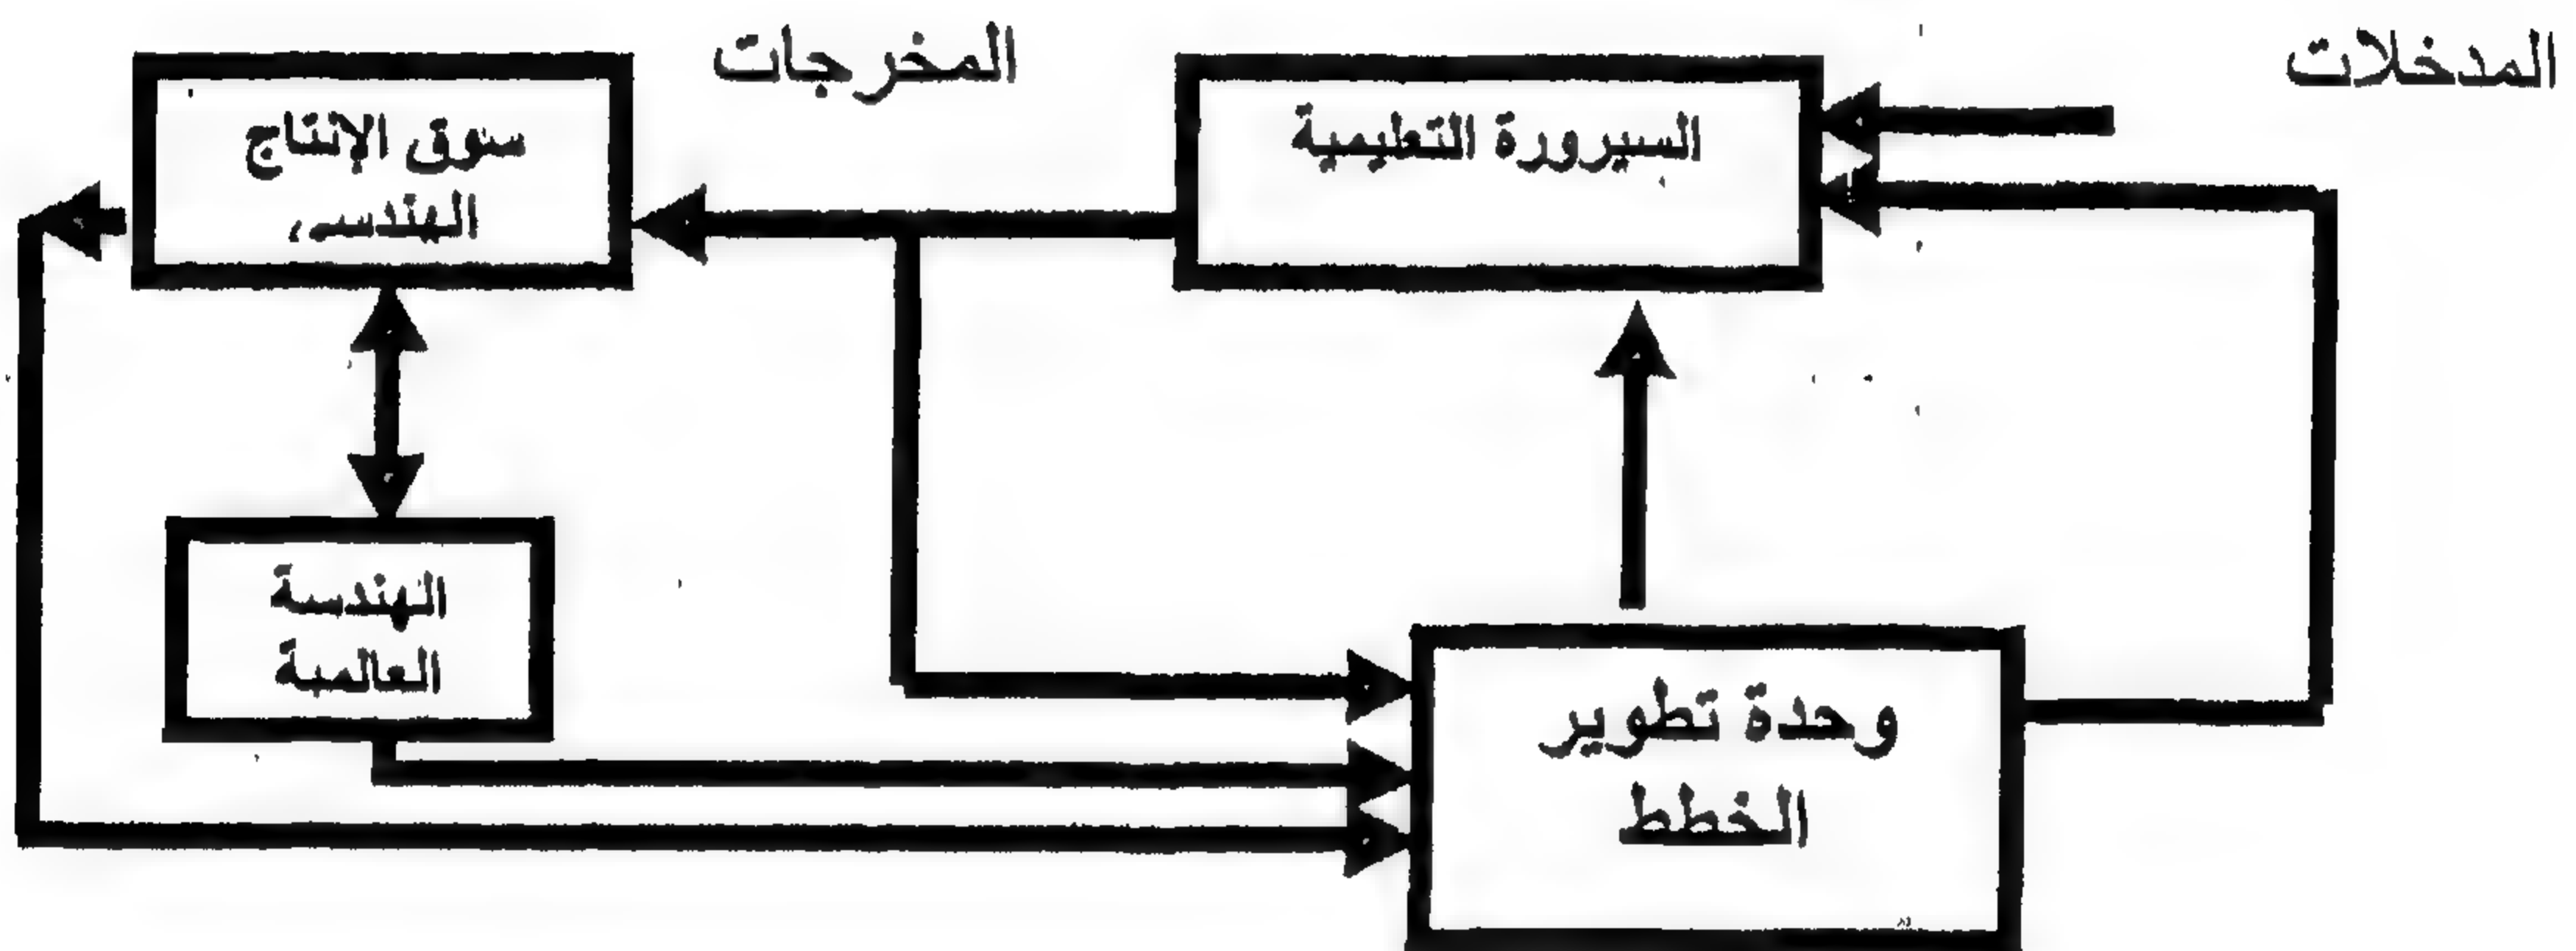 المدخلات
المخرجات
السيرورة التعليمية
سوق الإنتاج
الهندسي
الهندسة
العالمية
وحدة تطوير
الخطط